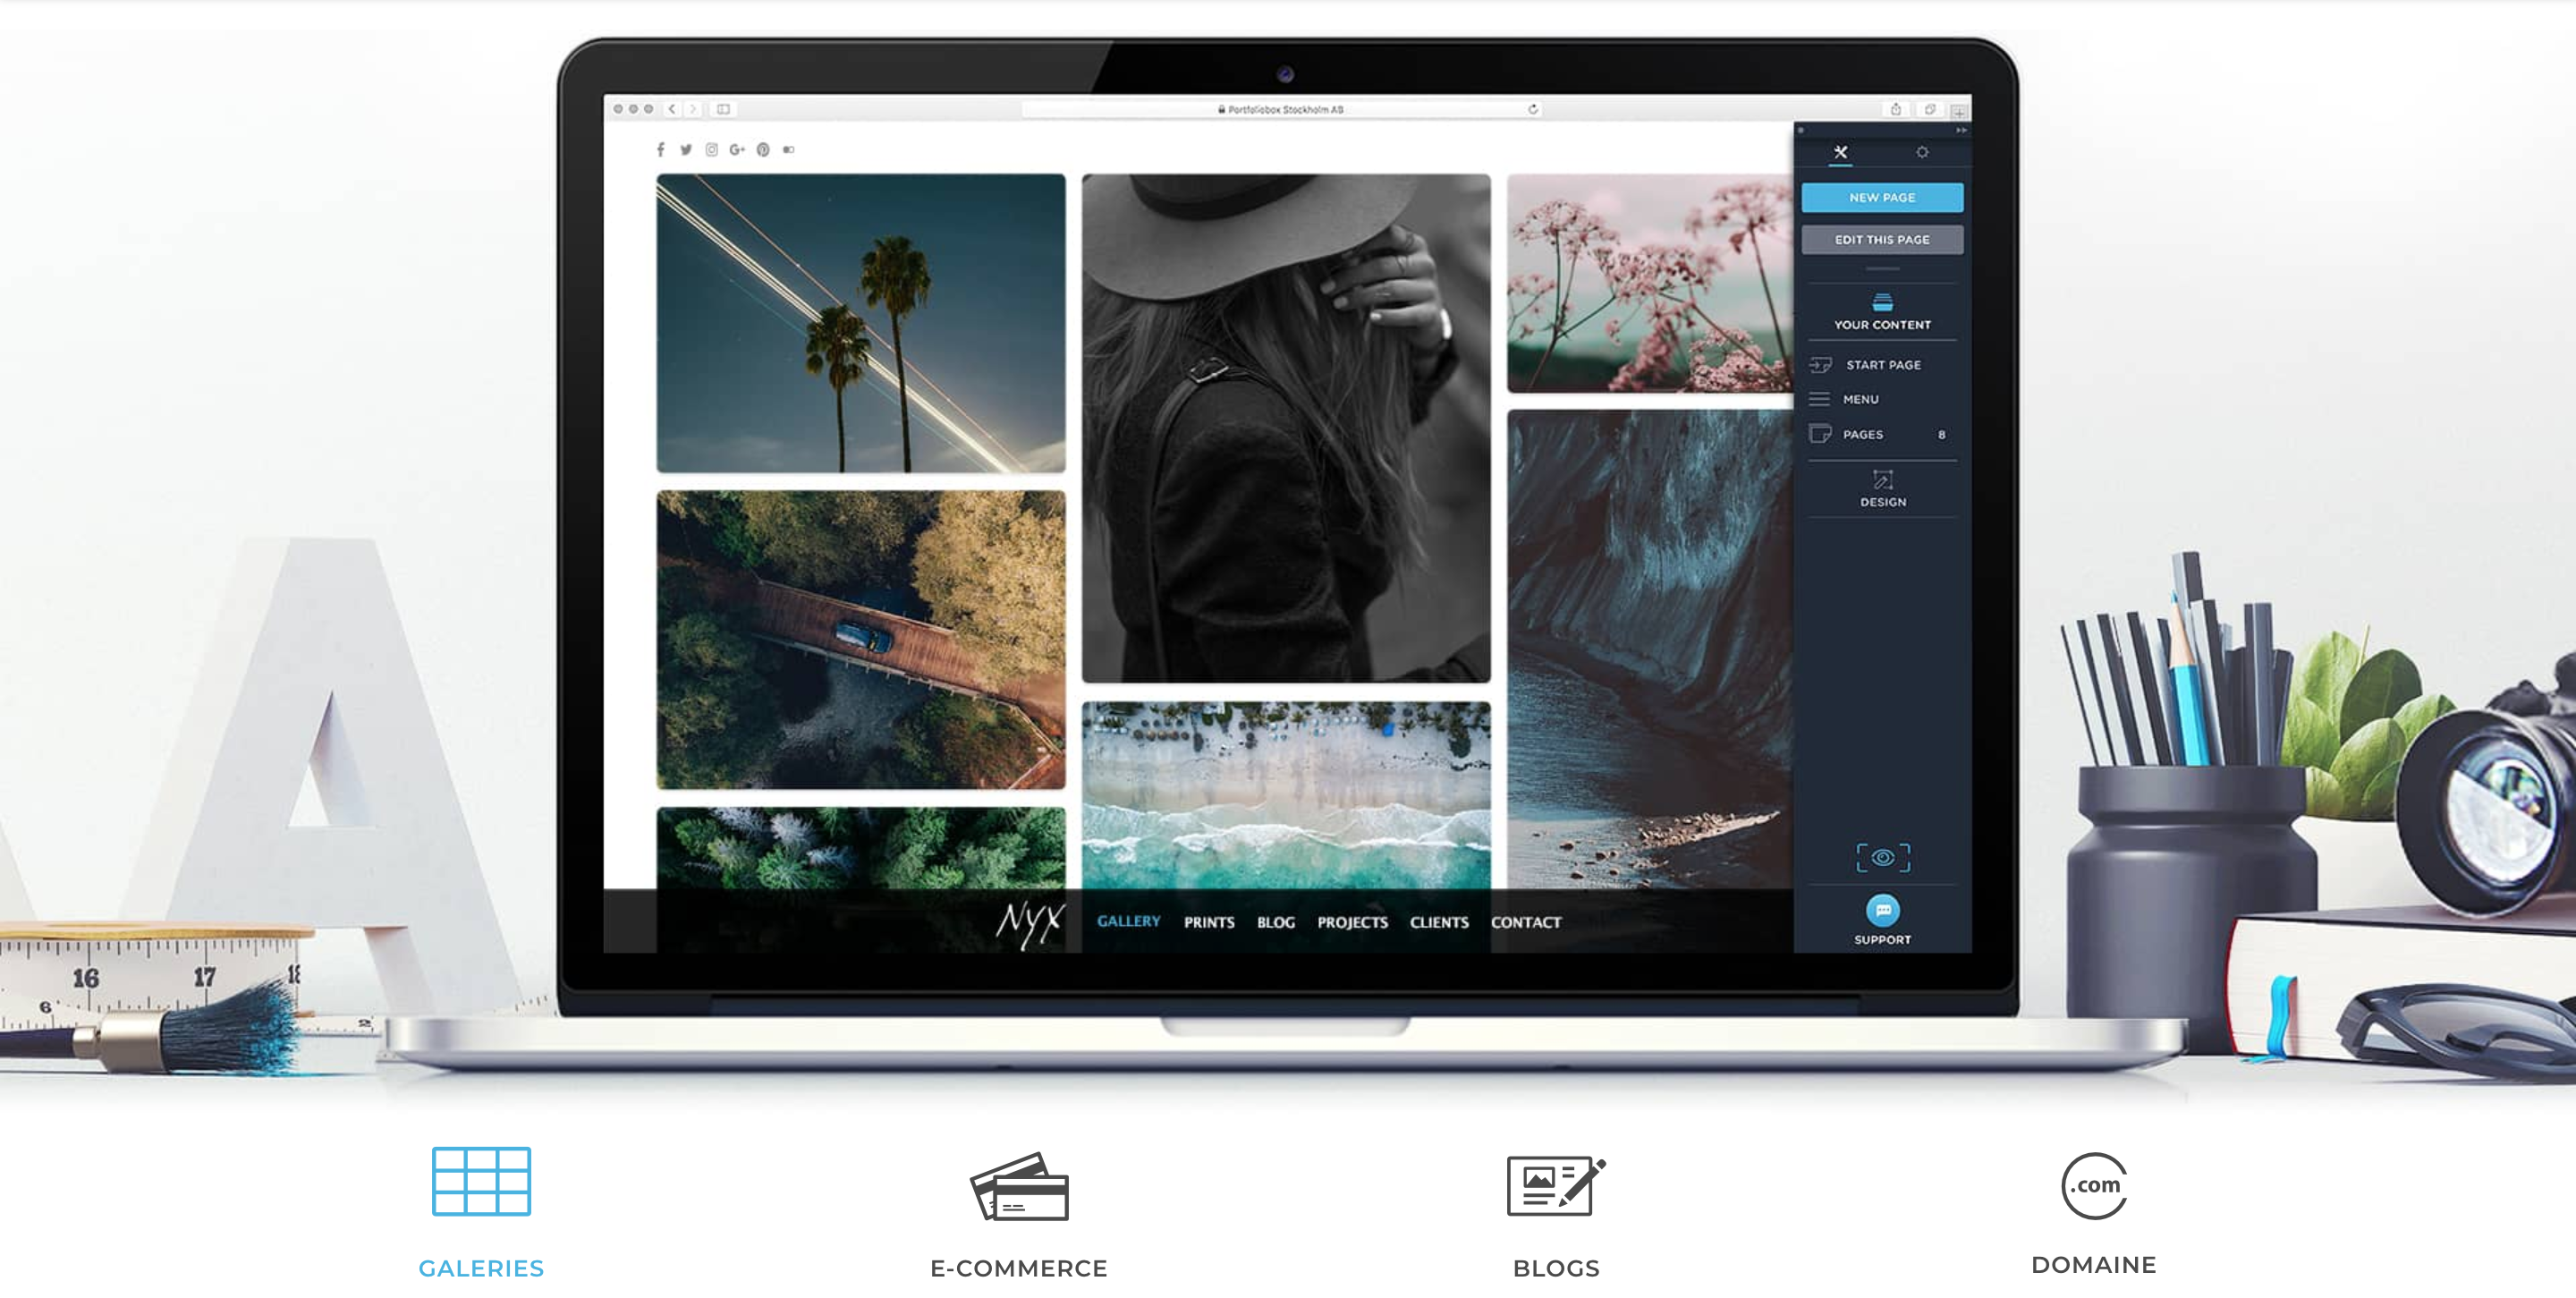 Portfoliobox Stockholm AB
NEW PAGE
EDIT THIS PAGE
YOUR CONTENT
START PAGE
MENU
PAGES 8
DESIGN
SUPPORT
Nyx GALLERY PRINTS BLOG PROJECTS CLIENTS CONTACT
A
16 17 18
6
.com
GALERIES E-COMMERCE BLOGS DOMAINE